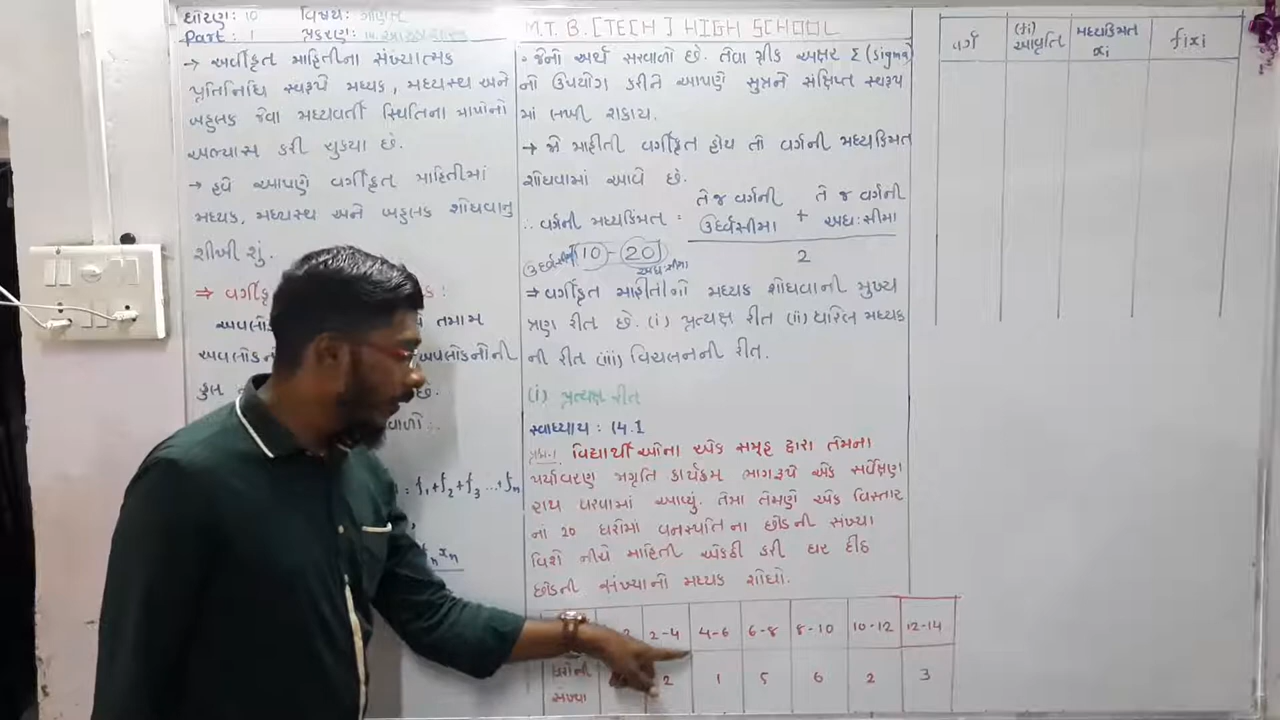 ધોરણ: 10 વિષય: ગણિત
Part: 1 પ્રકરણ: 14. આંકડાશાસ્ત્ર
→ અવર્ગીકૃત માહિતીના સંખ્યાત્મક
પ્રતિનિધિ સ્વરૂપે મધ્યક, મધ્યસ્થ અને
બહુલક જેવા મધ્યવર્તી સ્થિતિના માપોનો
અભ્યાસ કરી ચુકયા છે.
→ હવે આપણે વર્ગીકૃત માહિતીમાં
મધ્યક, મધ્યસ્થ અને બહુલક શોધવાનુ
શીખી શું.
⇒ વર્ગીકૃ
તમામ
અવલોકનોની
કુલ
છે.
: f₁+f₂+f₃...+fₙ
M.T.B.[TECH] HIGH SCHOOL
• જેનો અર્થ સરવાળો છે. તેવા ગ્રીક અક્ષર Σ (sigma)
નો ઉપયોગ કરીને આપણે સુત્રને સંક્ષિપ્ત સ્વરૂપ
માં લખી શકાય.
→ જો માહીતી વર્ગીકૃત હોય તો વર્ગની મધ્યકિંમત
શોધવામાં આવે છે.
∴ વર્ગની મધ્યકિંમત = તે જ વર્ગની ઉર્ધ્વસીમા + તે જ વર્ગની અધઃસીમા
2
ઉર્ધ્વસીમા 10-20 અધઃસીમા
⇒ વર્ગીકૃત માહીતીનો મધ્યક શોધવાની મુખ્ય
ત્રણ રીત છે. (i) પ્રત્યક્ષ રીત (ii) ધારેલ મધ્યક
ની રીત (iii) વિચલનની રીત.
(i) પ્રત્યક્ષ રીત
સ્વાધ્યાય : 14.1
પ્રશ્ન-1 વિદ્યાર્થીઓના એક સમૂહ દ્વારા તેમના
પર્યાવરણ જાગૃતિ કાર્યક્રમ ભાગરૂપે એક સર્વેક્ષણ
હાથ ધરવામાં આવ્યું. તેમા તેમણે એક વિસ્તાર
નાં 20 ઘરોમાં વનસ્પતિના છોડની સંખ્યા
વિશે નીચે માહિતી એકઠી કરી ઘર દીઠ
છોડની સંખ્યાનો મધ્યક શોધો.
2-4 4-6 6-8 8-10 10-12 12-14
ઘરોની સંખ્યા 2 1 5 6 2 3
વર્ગ (fi) આવૃતિ મધ્યકિંમત xi fixi